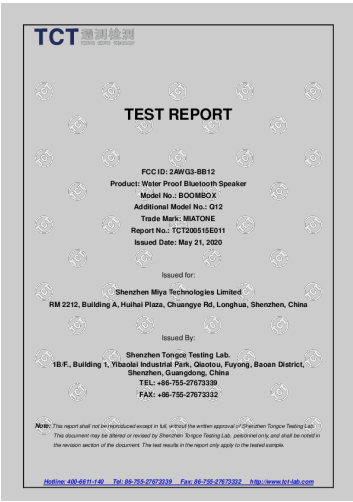 TCT 通测检测
TESTING CENTRE TECHNOLOGY
TEST REPORT
FCC ID: 2AWG3-BB12
Product: Water Proof Bluetooth Speaker
Model No.: BOOMBOX
Additional Model No.: Q12
Trade Mark: MIATONE
Report No.: TCT200515E011
Issued Date: May 21, 2020
Issued for:
Shenzhen Miya Technologies Limited
RM 2212, Building A, Huihai Plaza, Chuangye Rd, Longhua, Shenzhen, China
Issued By:
Shenzhen Tongce Testing Lab.
1B/F., Building 1, Yibaolai Industrial Park, Qiaotou, Fuyong, Baoan District,
Shenzhen, Guangdong, China
TEL: +86-755-27673339
FAX: +86-755-27673332
Note: This report shall not be reproduced except in full, without the written approval of Shenzhen Tongce Testing Lab.
This document may be altered or revised by Shenzhen Tongce Testing Lab. personnel only, and shall be noted in
the revision section of the document. The test results in the report only apply to the tested sample.
Hotline: 400-6611-140 Tel: 86-755-27673339 Fax: 86-755-27673332 http://www.tct-lab.com